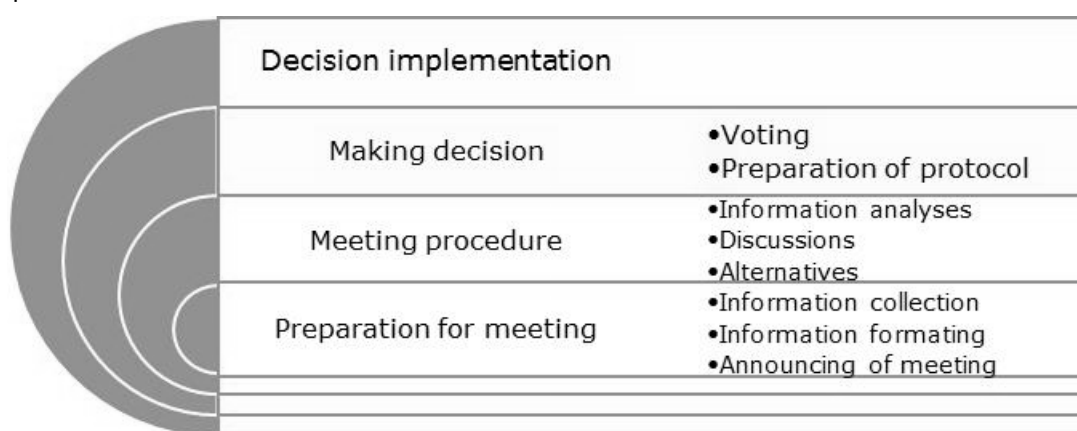 Decision implementation
Making decision
•Voting
•Preparation of protocol
Meeting procedure
•Information analyses
•Discussions
•Alternatives
Preparation for meeting
•Information collection
•Information formating
•Announcing of meeting